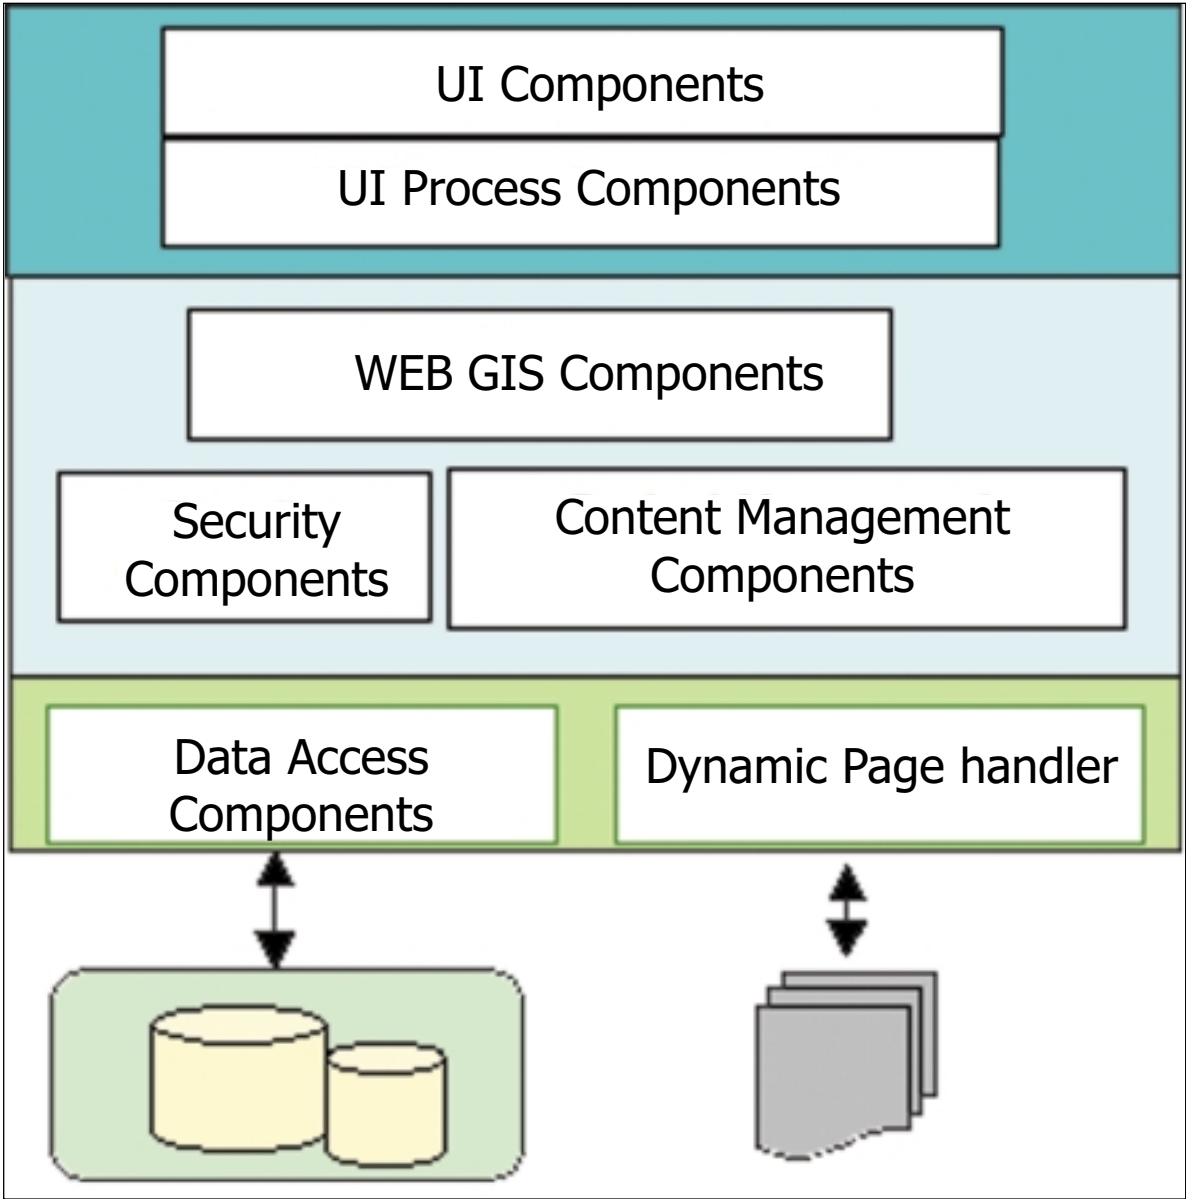 UI Components
UI Process Components
WEB GIS Components
Security
Components
Content Management
Components
Data Access
Components
Dynamic Page handler